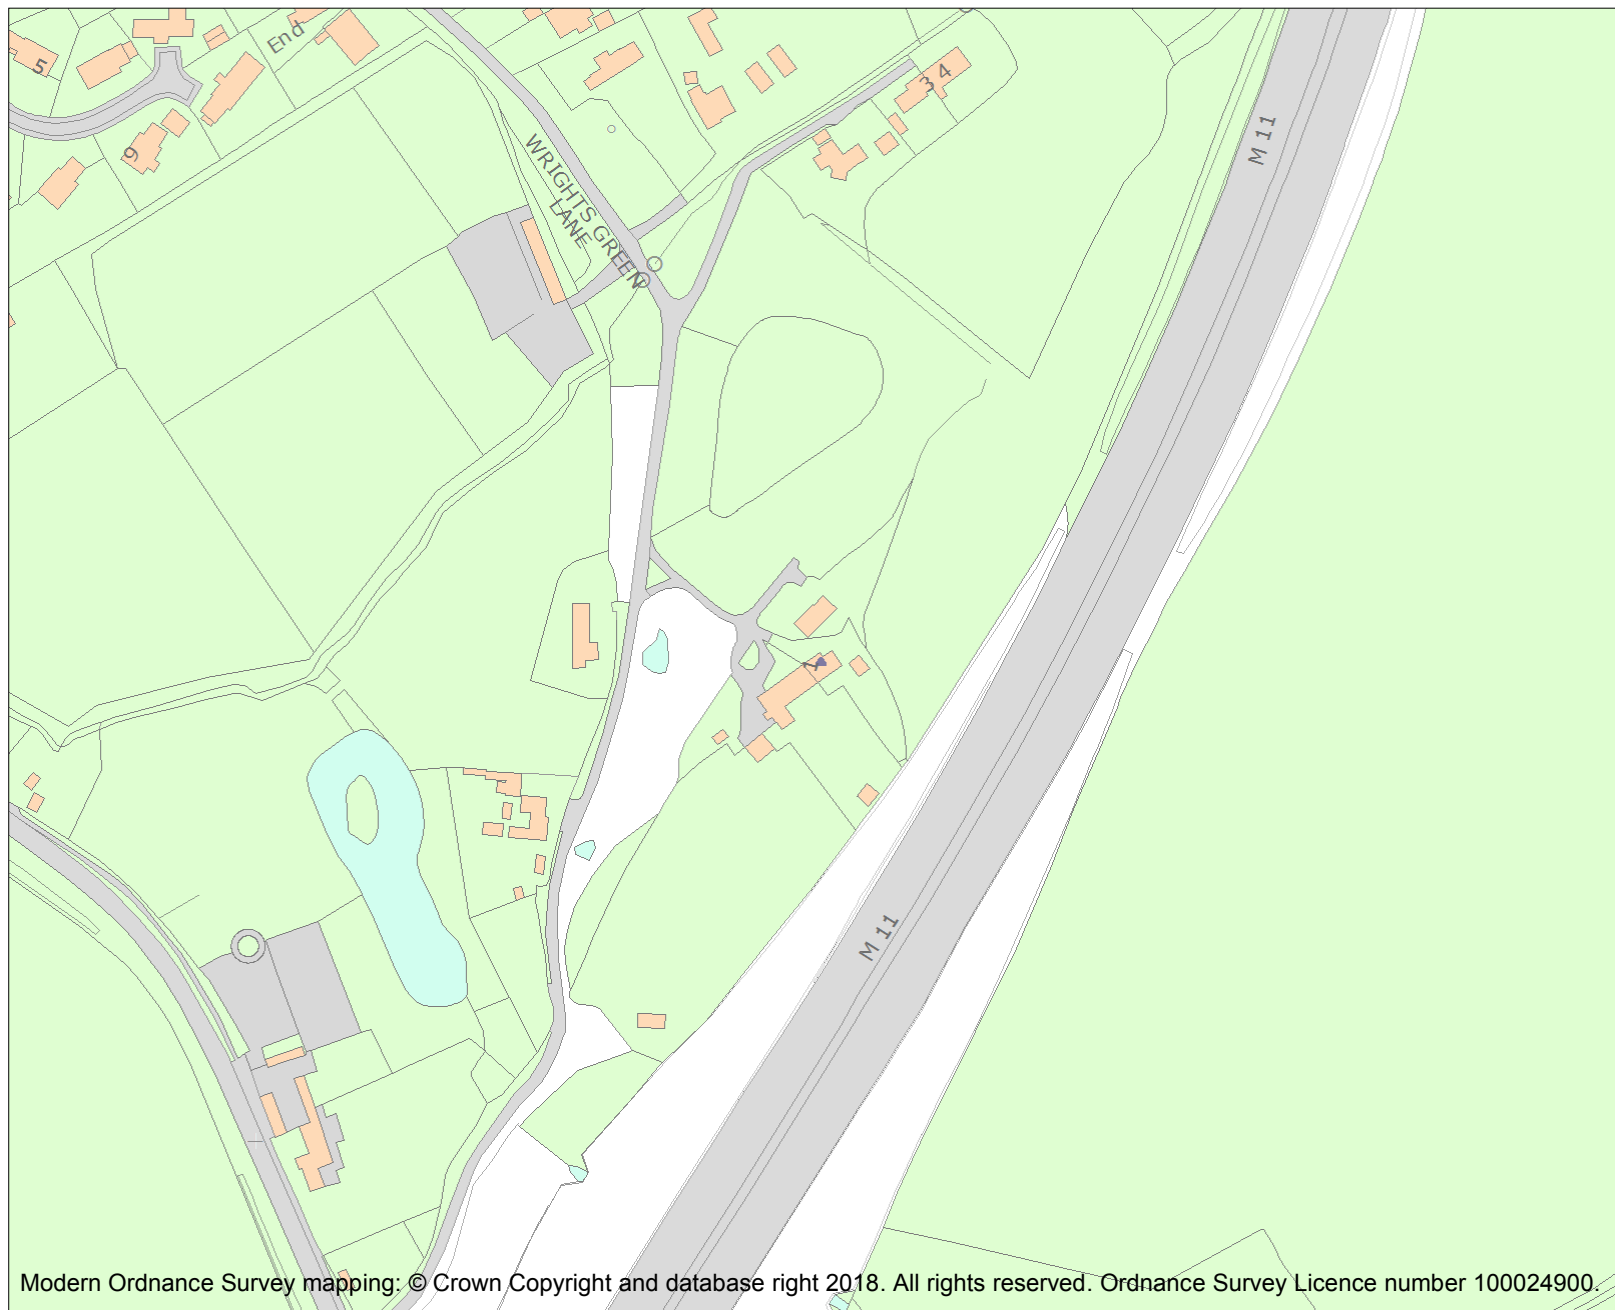 5
End
9
3 4
WRIGHTS GREEN
LANE
M 11
M 11
Modern Ordnance Survey mapping: © Crown Copyright and database right 2018. All rights reserved. Ordnance Survey Licence number 100024900.